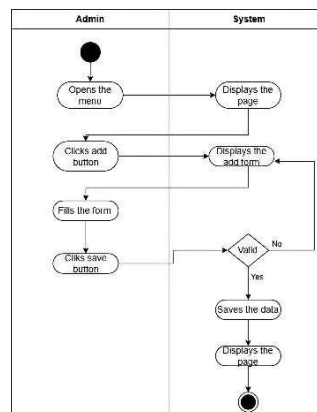 Admin
System
Opens the
menu
Displays the
page
Clicks add
button
Displays the
add form
Fills the form
Cliks save
button
Valid
No
Yes
Saves the data
Displays the
page